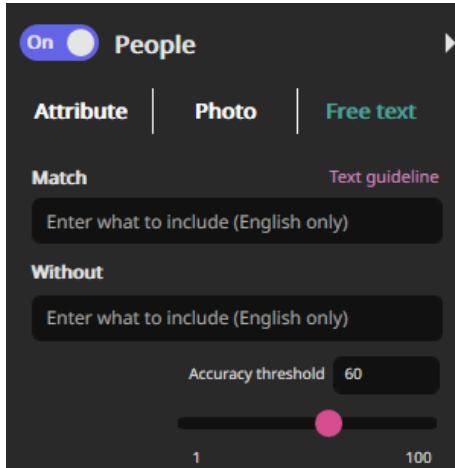 On People
Attribute Photo Free text
Match Text guideline
Enter what to include (English only)
Without
Enter what to include (English only)
Accuracy threshold 60
1 100